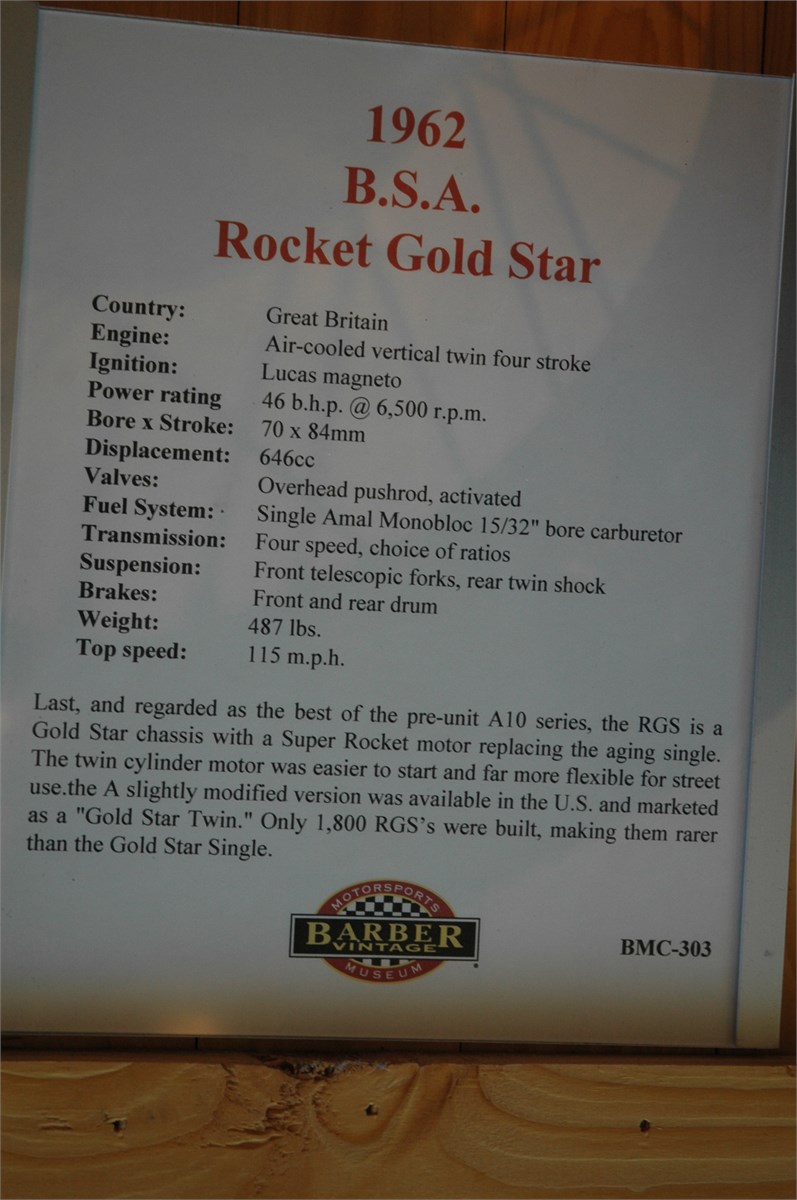 1962
B.S.A.
Rocket Gold Star
Country: Great Britain
Engine: Air-cooled vertical twin four stroke
Ignition: Lucas magneto
Power rating 46 b.h.p. @ 6,500 r.p.m.
Bore x Stroke: 70 x 84mm
Displacement: 646cc
Valves: Overhead pushrod, activated
Fuel System: Single Amal Monobloc 15/32" bore carburetor
Transmission: Four speed, choice of ratios
Suspension: Front telescopic forks, rear twin shock
Brakes: Front and rear drum
Weight: 487 lbs.
Top speed: 115 m.p.h.
Last, and regarded as the best of the pre-unit A10 series, the RGS is a
Gold Star chassis with a Super Rocket motor replacing the aging single.
The twin cylinder motor was easier to start and far more flexible for street
use.the A slightly modified version was available in the U.S. and marketed
as a "Gold Star Twin." Only 1,800 RGS's were built, making them rarer
than the Gold Star Single.
MOTORSPORTS
BARBER
VINTAGE
MUSEUM
BMC-303